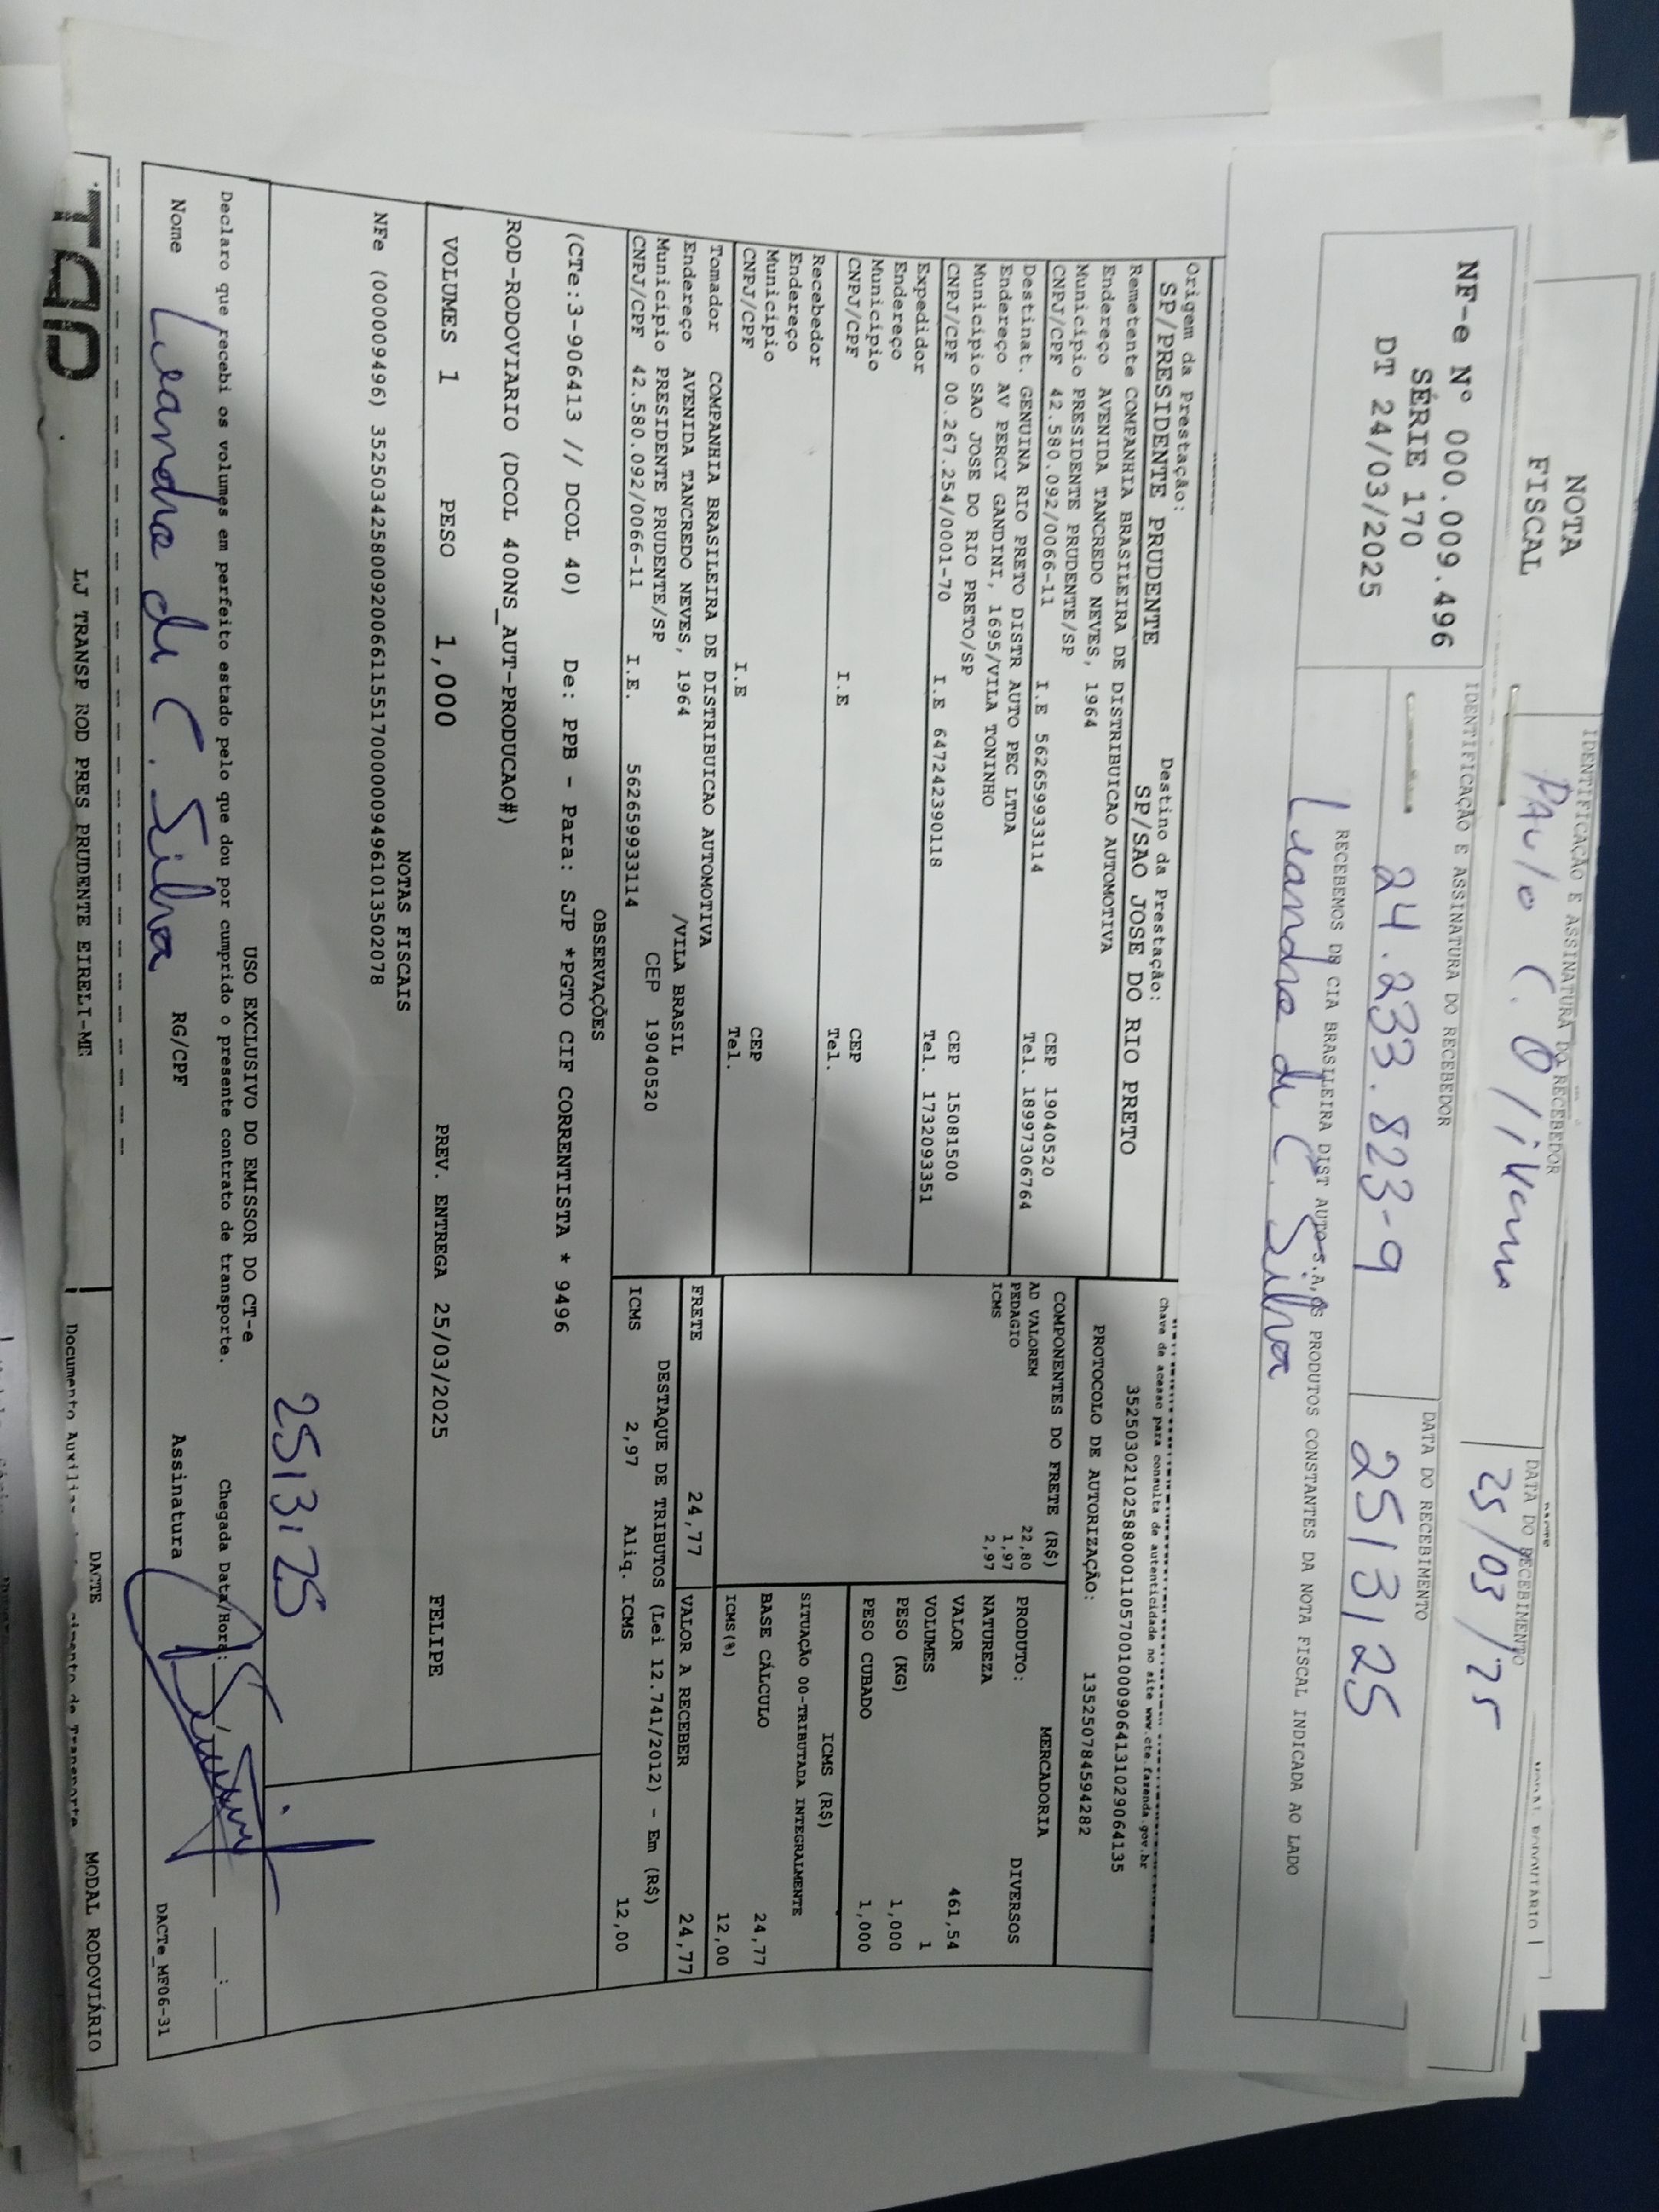 NOTA
FISCAL
IDENTIFICAÇÃO E ASSINATURA DO RECEBEDOR
DATA DO RECEBIMENTO
25/03/25
NF-e Nº 000.009.496
SÉRIE 170
DT 24/03/2025
IDENTIFICAÇÃO E ASSINATURA DO RECEBEDOR
24.233.823-9
DATA DO RECEBIMENTO
25/3/25
RECEBEMOS DE CIA BRASILEIRA DIST AUTO S.A, OS PRODUTOS CONSTANTES DA NOTA FISCAL INDICADA AO LADO
Leandro de C. Silva
Origem da Prestação:
SP/PRESIDENTE PRUDENTE
Destino da Prestação:
SP/SAO JOSE DO RIO PRETO
Remetente COMPANHIA BRASILEIRA DE DISTRIBUICAO AUTOMOTIVA
Endereço AVENIDA TANCREDO NEVES, 1964
Município PRESIDENTE PRUDENTE/SP CEP 19040520
CNPJ/CPF 42.580.092/0066-11 I.E 562659933114 Tel. 18997306764
Destinat. GENUINA RIO PRETO DISTR AUTO PEC LTDA
Endereço AV PERCY GANDINI, 1695/VILA TONINHO
Município SAO JOSE DO RIO PRETO/SP CEP 15081500
CNPJ/CPF 00.267.254/0001-70 I.E 647242390118 Tel. 1732093351
Expedidor
Endereço
Município CEP
CNPJ/CPF I.E Tel.
Recebedor
Endereço
Município CEP
CNPJ/CPF I.E Tel.
Tomador COMPANHIA BRASILEIRA DE DISTRIBUICAO AUTOMOTIVA
Endereço AVENIDA TANCREDO NEVES, 1964 /VILA BRASIL
Município PRESIDENTE PRUDENTE/SP CEP 19040520
CNPJ/CPF 42.580.092/0066-11 I.E. 562659933114
Chave de acesso para consulta de autenticidade no site www.cte.fazenda.gov.br
35250302102588000110570010009064131029064135
PROTOCOLO DE AUTORIZAÇÃO: 135250784594282
COMPONENTES DO FRETE (R$)
AD VALOREM 22,80
PEDAGIO 1,97
ICMS 2,97
MERCADORIA
PRODUTO: DIVERSOS
NATUREZA
VALOR 461,54
VOLUMES 1
PESO (KG) 1,000
PESO CUBADO 1,000
ICMS (R$)
SITUAÇÃO 00-TRIBUTADA INTEGRALMENTE
BASE CÁLCULO 24,77
ICMS(%) 12,00
FRETE 24,77
VALOR A RECEBER 24,77
DESTAQUE DE TRIBUTOS (Lei 12.741/2012) - Em (R$)
ICMS 2,97 Aliq. ICMS 12,00
OBSERVAÇÕES
(CTe:3-906413 // DCOL 40) De: PPB - Para: SJP *PGTO CIF CORRENTISTA * 9496
ROD-RODOVIARIO (DCOL 400NS_AUT-PRODUCAO#)
VOLUMES 1 PESO 1,000 PREV. ENTREGA 25/03/2025 FELIPE
NOTAS FISCAIS
NFe (000009496) 35250342580092006611551700000094961013502078
25/3/25
USO EXCLUSIVO DO EMISSOR DO CT-e
Declaro que recebi os volumes em perfeito estado pelo que dou por cumprido o presente contrato de transporte. Chegada Data/Hora:
Nome Leandro de C. Silva RG/CPF Assinatura
DACTe_MF06-31
LJ TRANSP ROD PRES PRUDENTE EIRELI-ME
DACTE
MODAL RODOVIÁRIO